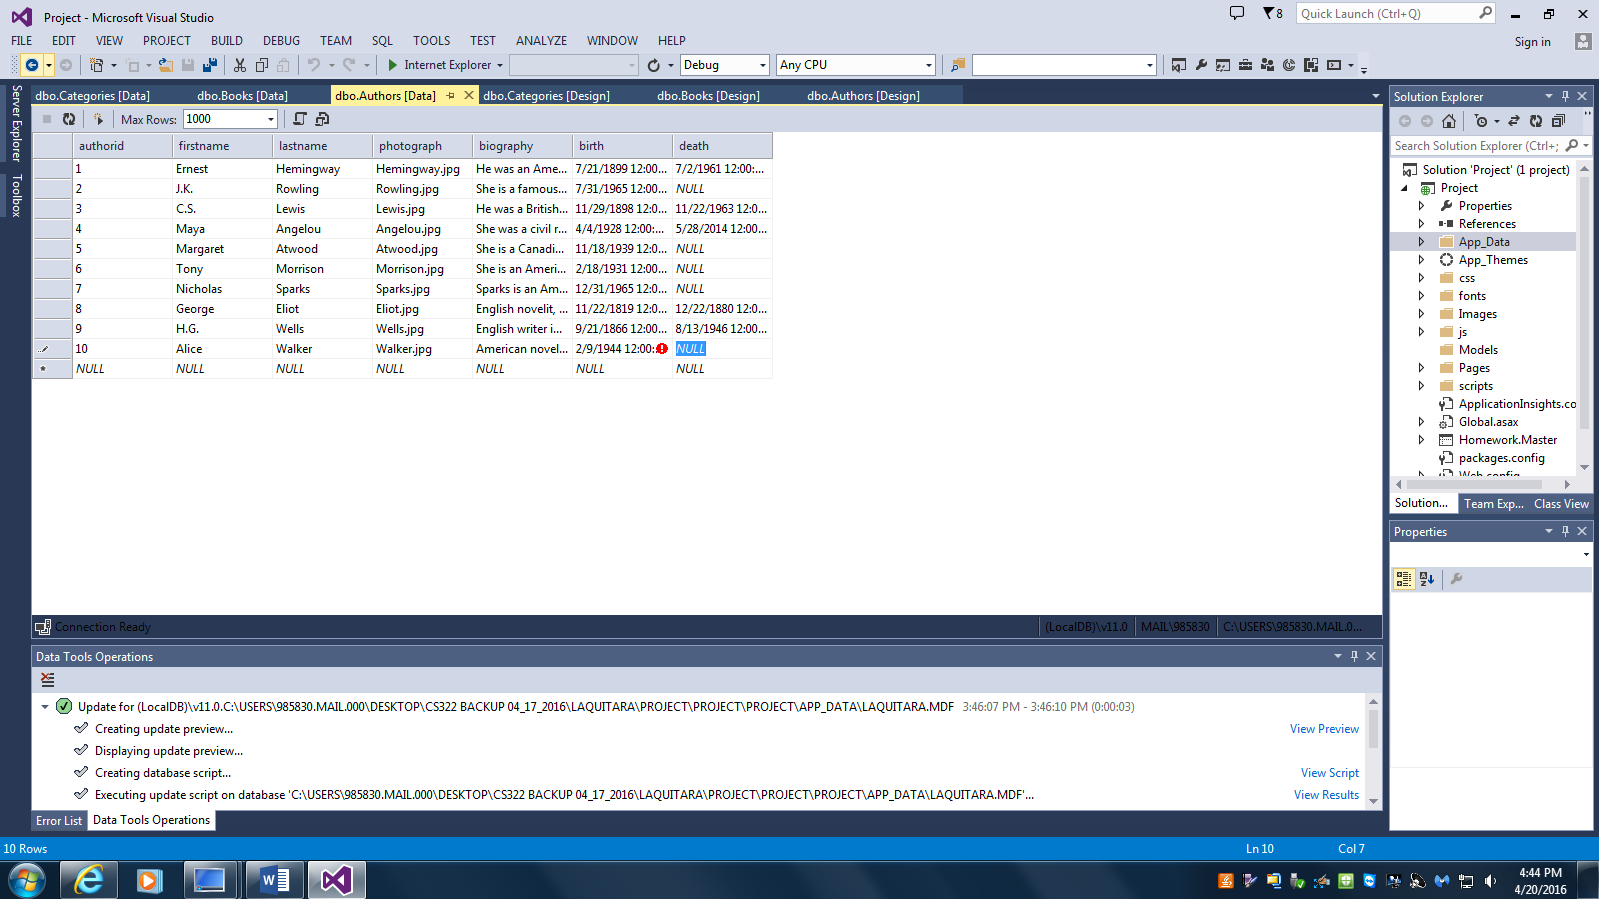 Project - Microsoft Visual Studio
8
Quick Launch (Ctrl+Q)
FILE EDIT VIEW PROJECT BUILD DEBUG TEAM SQL TOOLS TEST ANALYZE WINDOW HELP
Sign in
Internet Explorer
Debug
Any CPU
Server Explorer
Toolbox
dbo.Categories [Data] dbo.Books [Data] dbo.Authors [Data] dbo.Categories [Design] dbo.Books [Design] dbo.Authors [Design]
Max Rows: 1000
authorid firstname lastname photograph biography birth death
1 Ernest Hemingway Hemingway.jpg He was an Ame... 7/21/1899 12:00... 7/2/1961 12:00:...
2 J.K. Rowling Rowling.jpg She is a famous... 7/31/1965 12:00... NULL
3 C.S. Lewis Lewis.jpg He was a British... 11/29/1898 12:0... 11/22/1963 12:0...
4 Maya Angelou Angelou.jpg She was a civil r... 4/4/1928 12:00:... 5/28/2014 12:00...
5 Margaret Atwood Atwood.jpg She is a Canadi... 11/18/1939 12:0... NULL
6 Tony Morrison Morrison.jpg She is an Ameri... 2/18/1931 12:00... NULL
7 Nicholas Sparks Sparks.jpg Sparks is an Am... 12/31/1965 12:0... NULL
8 George Eliot Eliot.jpg English novelit, ... 11/22/1819 12:0... 12/22/1880 12:0...
9 H.G. Wells Wells.jpg English writer i... 9/21/1866 12:00... 8/13/1946 12:00...
10 Alice Walker Walker.jpg American novel... 2/9/1944 12:00: NULL
NULL NULL NULL NULL NULL NULL NULL
Connection Ready
(LocalDB)\v11.0 MAIL\985830 C:\USERS\985830.MAIL.0...
Data Tools Operations
Update for (LocalDB)\v11.0.C:\USERS\985830.MAIL.000\DESKTOP\CS322 BACKUP 04_17_2016\LAQUITARA\PROJECT\PROJECT\PROJECT\APP_DATA\LAQUITARA.MDF 3:46:07 PM - 3:46:10 PM (0:00:03)
Creating update preview... View Preview
Displaying update preview...
Creating database script... View Script
Executing update script on database 'C:\USERS\985830.MAIL.000\DESKTOP\CS322 BACKUP 04_17_2016\LAQUITARA\PROJECT\PROJECT\PROJECT\APP_DATA\LAQUITARA.MDF'... View Results
Error List Data Tools Operations
Solution Explorer
Search Solution Explorer (Ctrl+;
Solution 'Project' (1 project)
Project
Properties
References
App_Data
App_Themes
css
fonts
Images
js
Models
Pages
scripts
ApplicationInsights.co
Global.asax
Homework.Master
packages.config
Web.config
Solution... Team Exp... Class View
Properties
10 Rows
Ln 10 Col 7
4:44 PM
4/20/2016